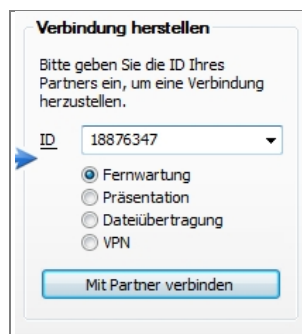 Verbindung herstellen
Bitte geben Sie die ID Ihres
Partners ein, um eine Verbindung
herzustellen.
ID 18876347
Fernwartung
Präsentation
Dateiübertragung
VPN
Mit Partner verbinden